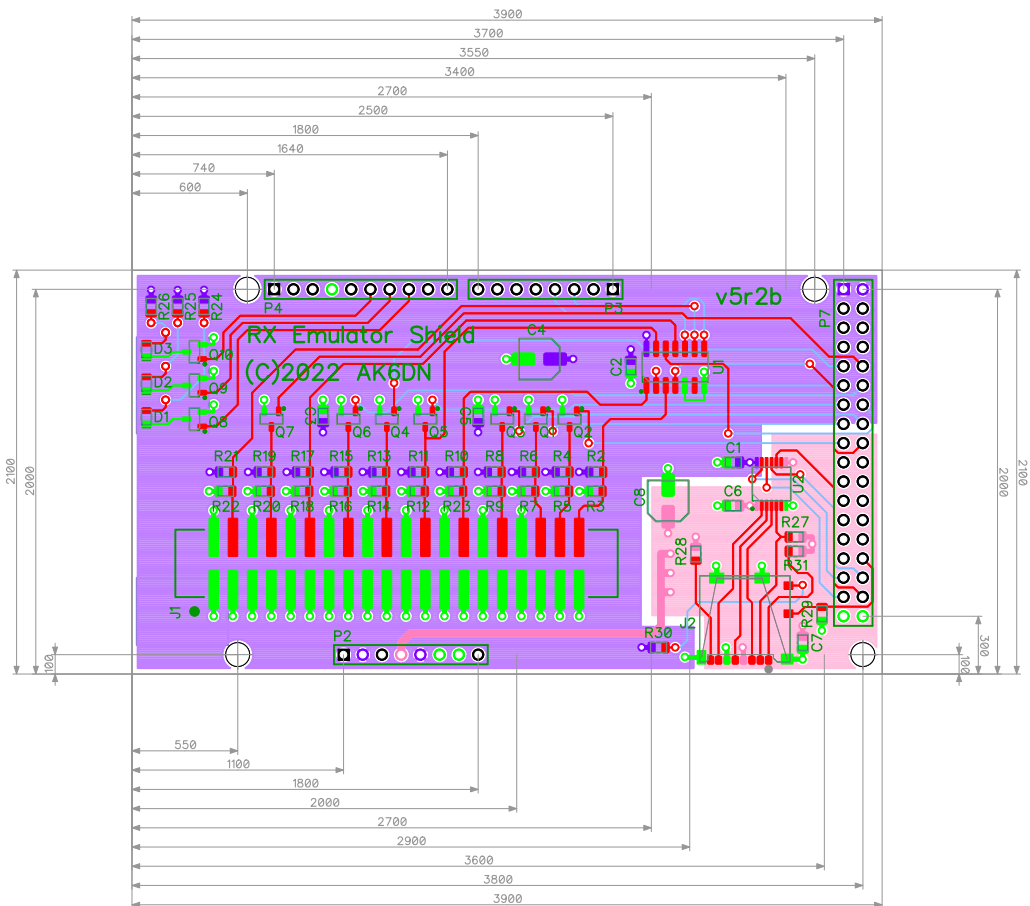 3900
3700
3550
3400
2700
2500
1800
1640
740
600
R26
R25
R24
P4
P3
v5r2b
P7
RX Emulator Shield
C4
D3
Q10
(C)2022 AK6DN
C2
U1
D2
Q9
D1
Q8
Q7
Q6
Q4
Q5
Q3
Q2
R21
R19
R17
R15
R13
R11
R10
R8
R6
R4
R2
C1
U2
R22
R20
R18
R16
R14
R12
R23
R9
R7
R5
R3
C8
C6
R27
R28
R31
J1
P2
J2
R29
R30
C7
2100
2000
100
2000
2100
300
100
550
1100
1800
2000
2700
2900
3600
3800
3900